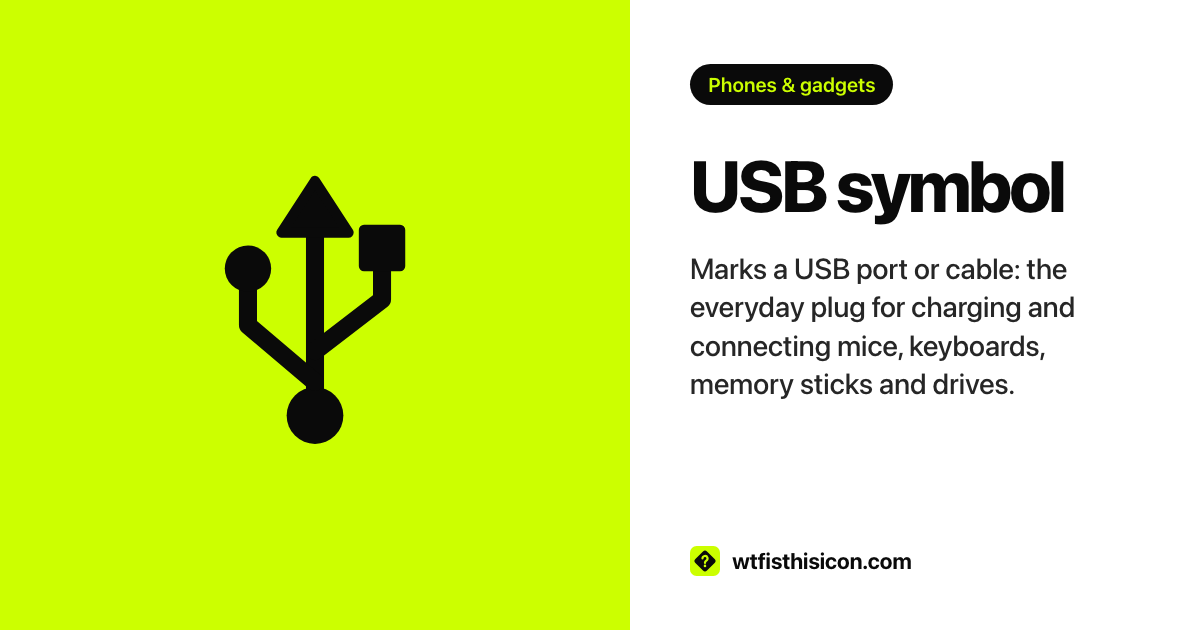 Phones & gadgets
USB symbol
Marks a USB port or cable: the
everyday plug for charging and
connecting mice, keyboards,
memory sticks and drives.
?
wtfisthisicon.com